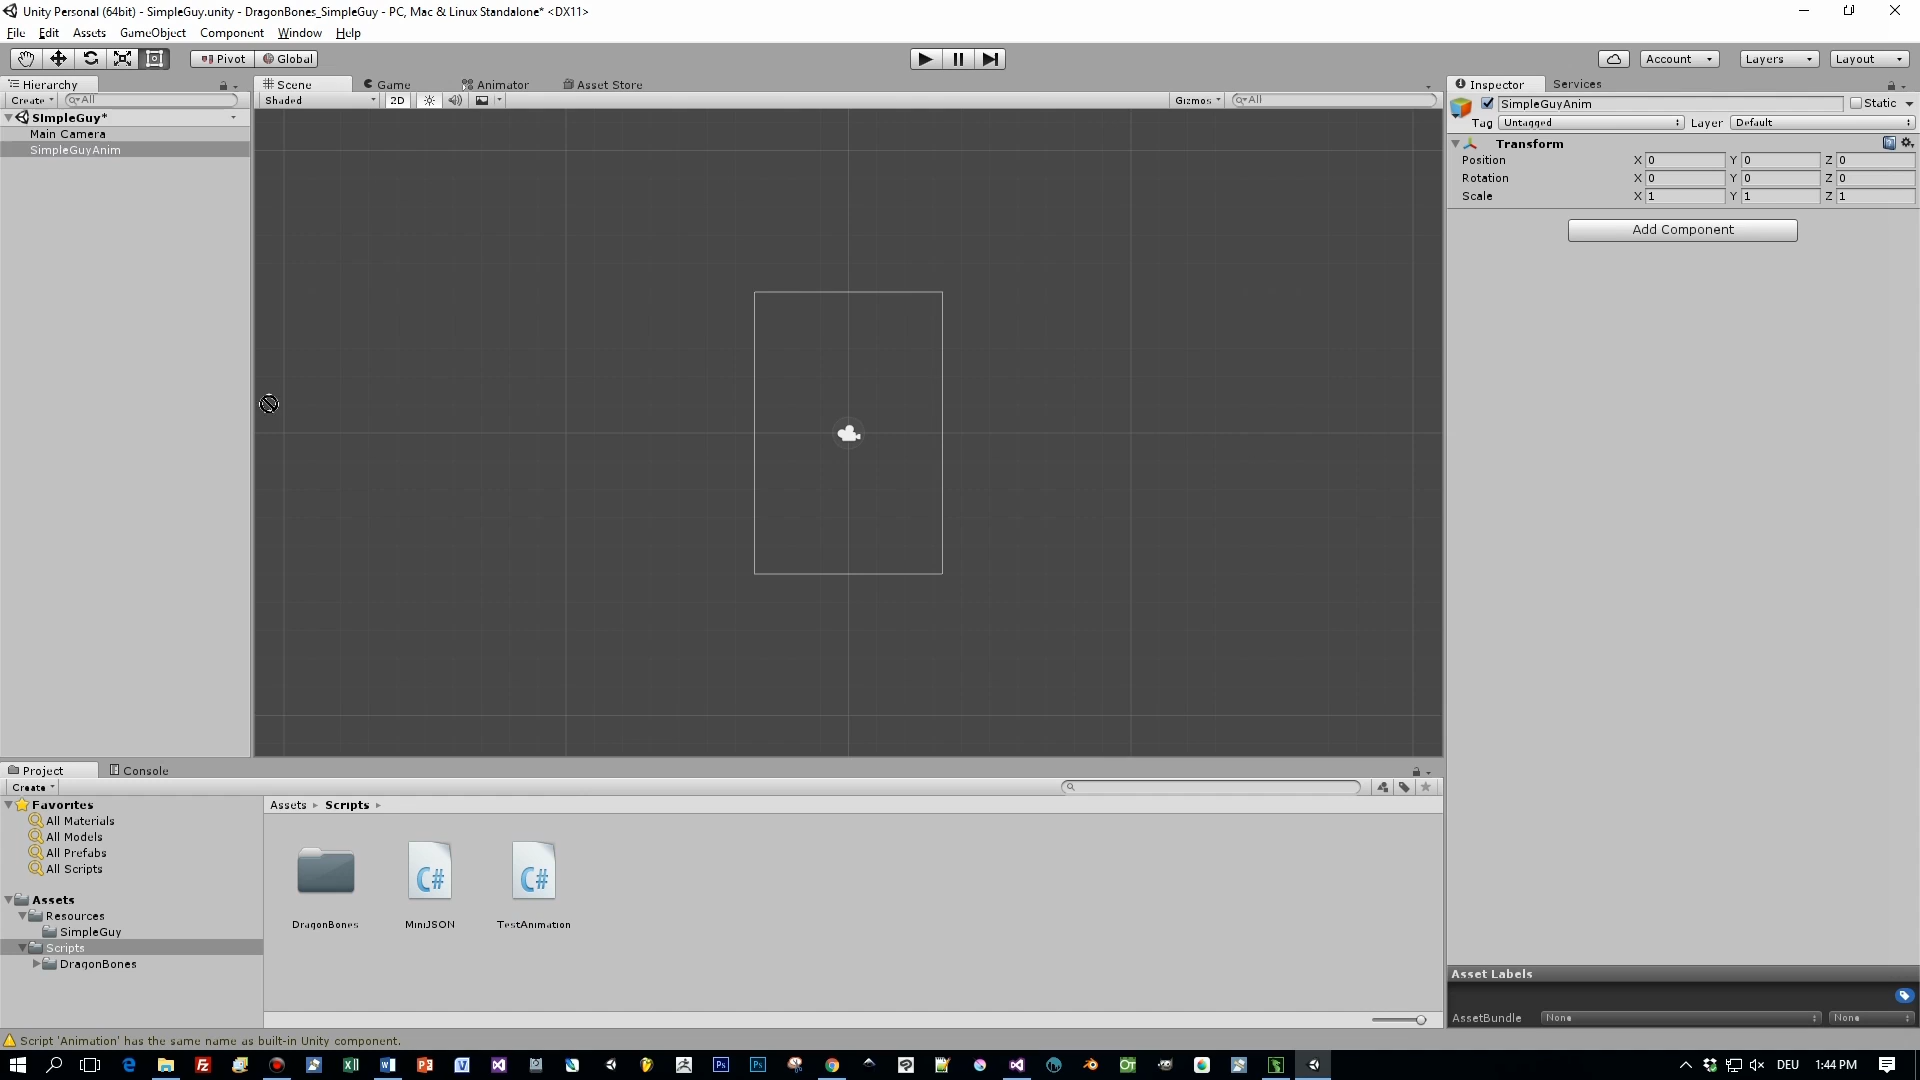 Unity Personal (64bit) - SimpleGuy.unity - DragonBones_SimpleGuy - PC, Mac & Linux Standalone* <DX11>
File Edit Assets GameObject Component Window Help
Pivot Global Account Layers Layout
Hierarchy Scene Game Animator Asset Store Inspector Services
Create All Shaded 2D Gizmos All
SimpleGuyAnim Static
SImpleGuy*
Tag Untagged Layer Default
Main Camera
SimpleGuyAnim
Transform
Position X 0 Y 0 Z 0
Rotation X 0 Y 0 Z 0
Scale X 1 Y 1 Z 1
Add Component
Project Console
Create
Favorites
All Materials
All Models
All Prefabs
All Scripts
Assets
Resources
SimpleGuy
Scripts
DragonBones
Assets Scripts
C# C#
DragonBones MiniJSON TestAnimation
Asset Labels
AssetBundle None None
Script 'Animation' has the same name as built-in Unity component.
DEU 1:44 PM